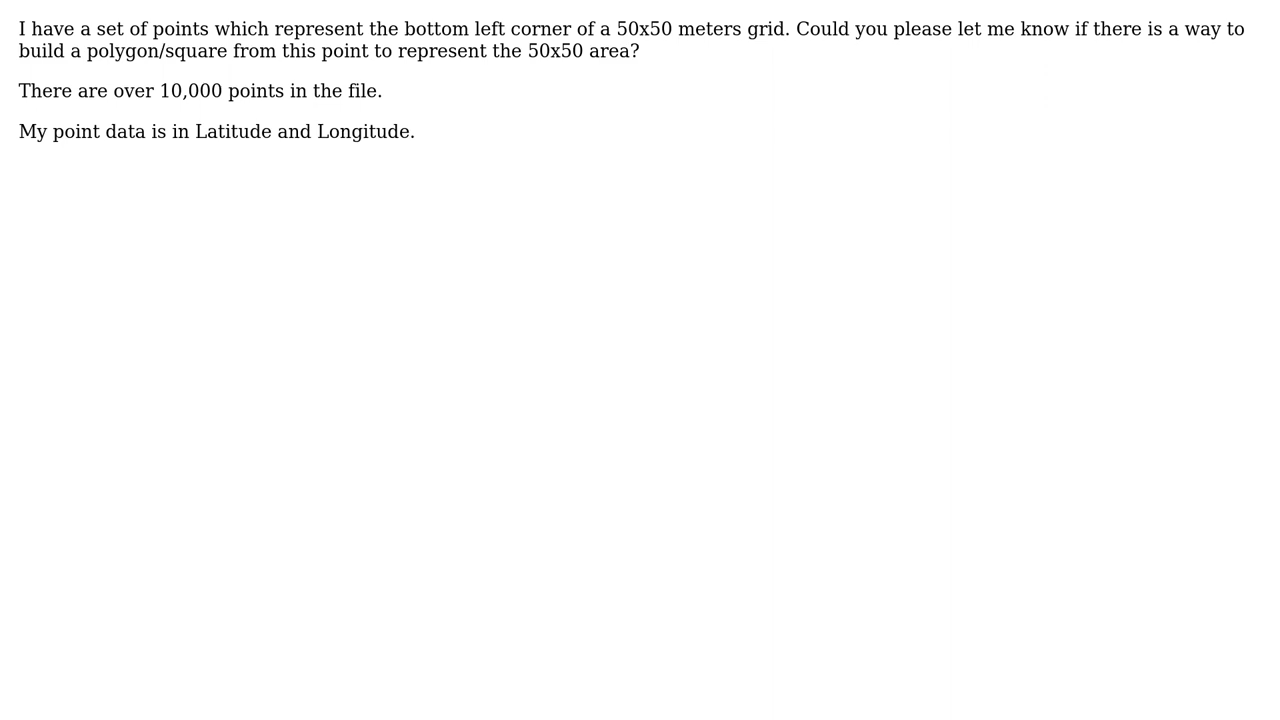 I have a set of points which represent the bottom left corner of a 50x50 meters grid. Could you please let me know if there is a way to
build a polygon/square from this point to represent the 50x50 area?
There are over 10,000 points in the file.
My point data is in Latitude and Longitude.